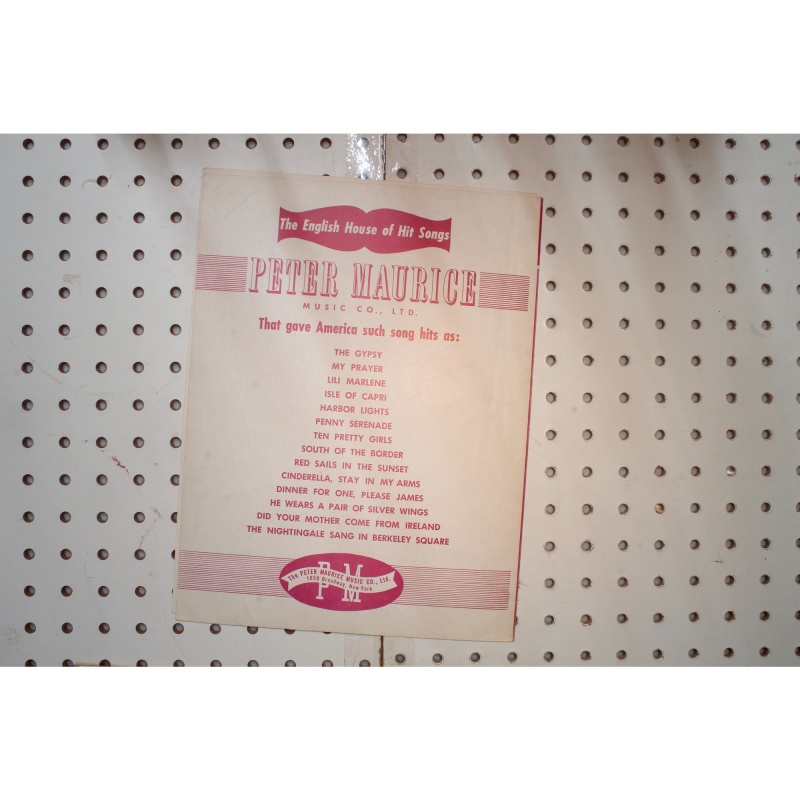 The English House of Hit Songs
PETER MAURICE
MUSIC CO., LTD.
That gave America such song hits as:
THE GYPSY
MY PRAYER
LILI MARLENE
ISLE OF CAPRI
HARBOR LIGHTS
PENNY SERENADE
TEN PRETTY GIRLS
SOUTH OF THE BORDER
RED SAILS IN THE SUNSET
CINDERELLA, STAY IN MY ARMS
DINNER FOR ONE, PLEASE JAMES
HE WEARS A PAIR OF SILVER WINGS
DID YOUR MOTHER COME FROM IRELAND
THE NIGHTINGALE SANG IN BERKELEY SQUARE
PM
The PETER MAURICE MUSIC CO., Ltd.
1650 Broadway, New York